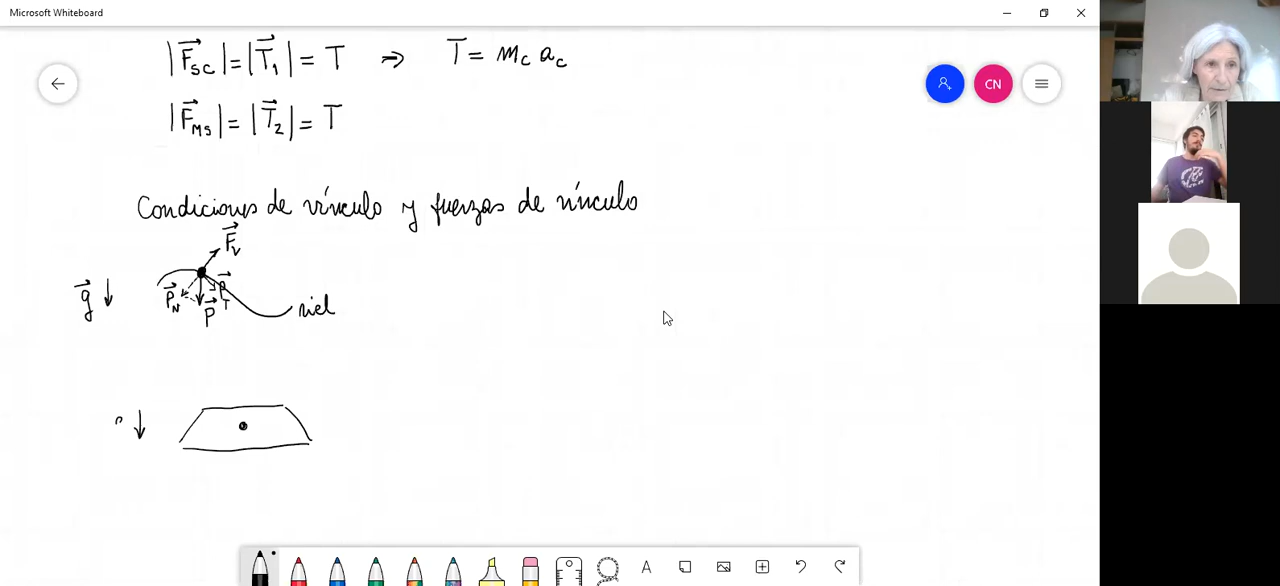 Microsoft Whiteboard
|F⃗SC| = |T⃗1| = T ⇒ T = mC aC
CN
|F⃗MS| = |T⃗2| = T
Condiciones de vínculo y fuerzas de vínculo
F⃗V
g⃗ ↓ P⃗N P⃗ P⃗T riel
↓
A